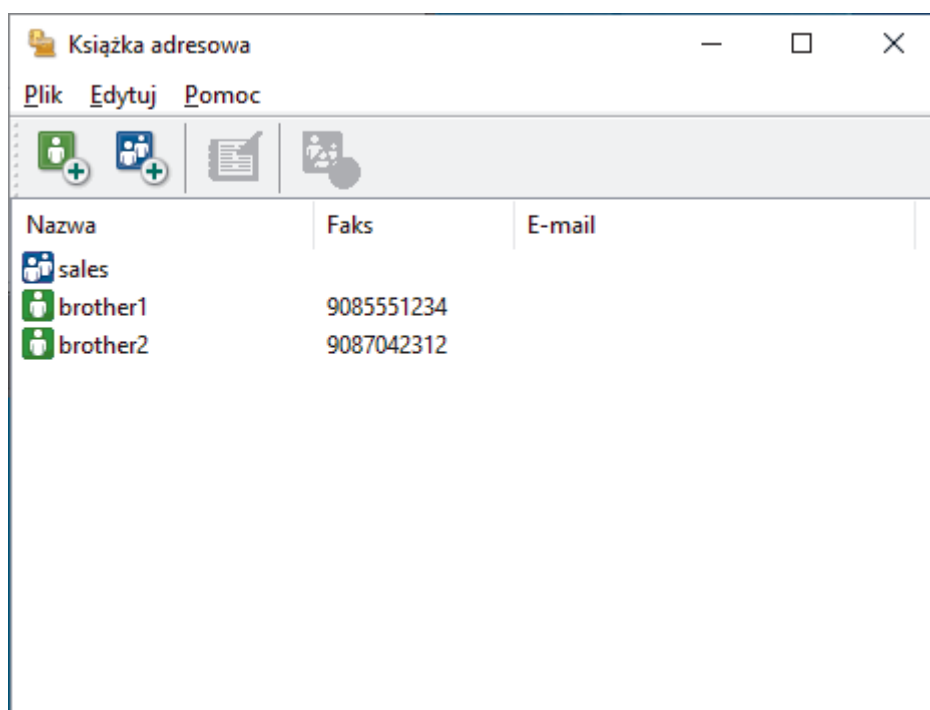 Książka adresowa
Plik Edytuj Pomoc
Nazwa Faks E-mail
sales
brother1 9085551234
brother2 9087042312